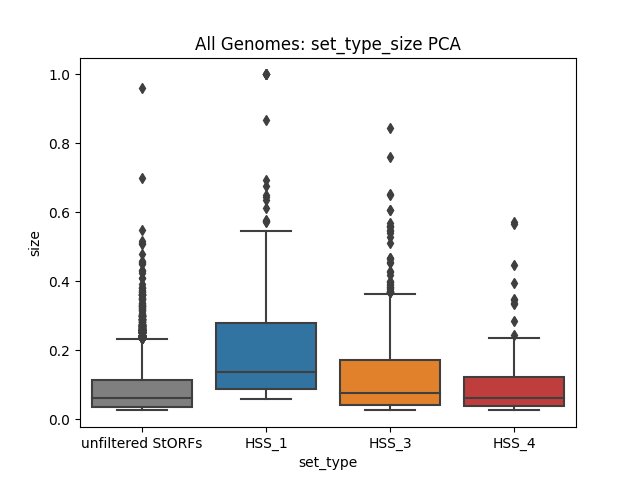 All Genomes: set_type_size PCA
1.0
0.8
0.6
0.4
0.2
0.0
size
unfiltered StORFs HSS_1 HSS_3 HSS_4
set_type